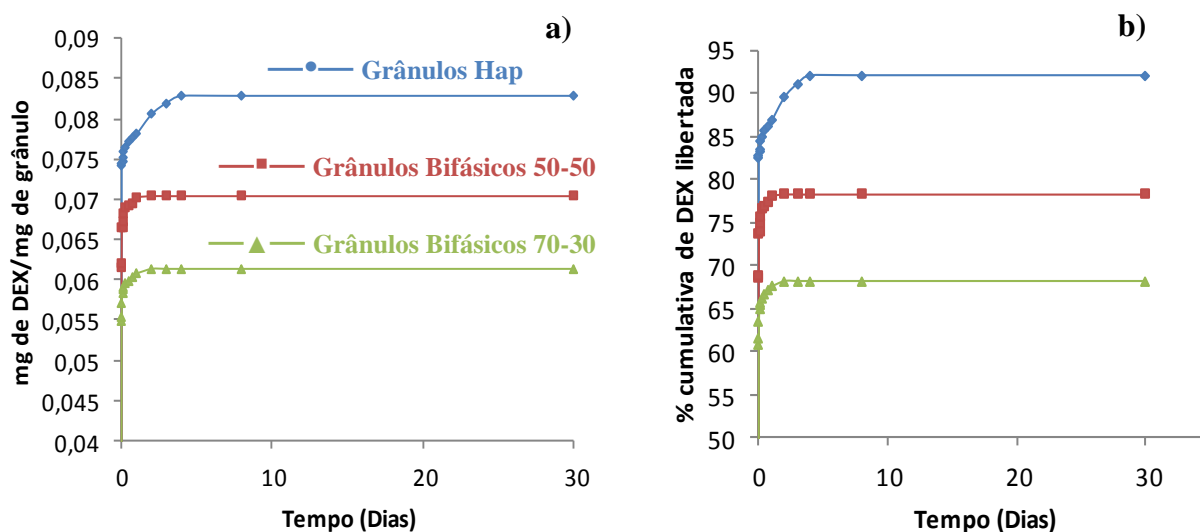 a)
mg de DEX/mg de grânulo
0,09
0,085
0,08
0,075
0,07
0,065
0,06
0,055
0,05
0,045
0,04
Grânulos Hap
Grânulos Bifásicos 50-50
Grânulos Bifásicos 70-30
0 10 20 30
Tempo (Dias)
b)
% cumulativa de DEX libertada
95
90
85
80
75
70
65
60
55
50
0 10 20 30
Tempo (Dias)